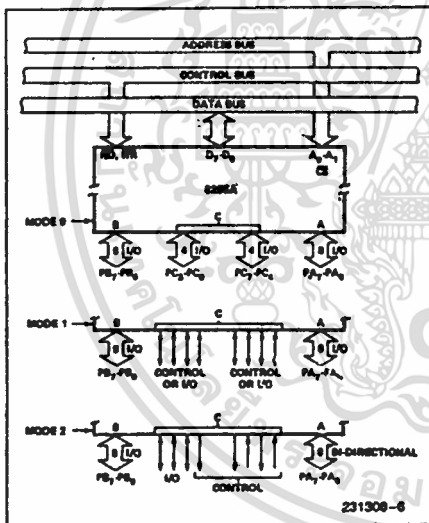 ADDRESS BUS
CONTROL BUS
DATA BUS
RD, WR D7-D0 A0-A1
CS
8255A
MODE 0 B C A
8 I/O 4 I/O 4 I/O 8 I/O
PB7-PB0 PC3-PC0 PC7-PC4 PA7-PA0
MODE 1 B C A
8 I/O CONTROL OR I/O CONTROL OR I/O 8 I/O
PB7-PB0 PA7-PA0
MODE 2 B C A
8 I/O I/O CONTROL 8 BI-DIRECTIONAL
PB7-PB0 PA7-PA0
231308-6